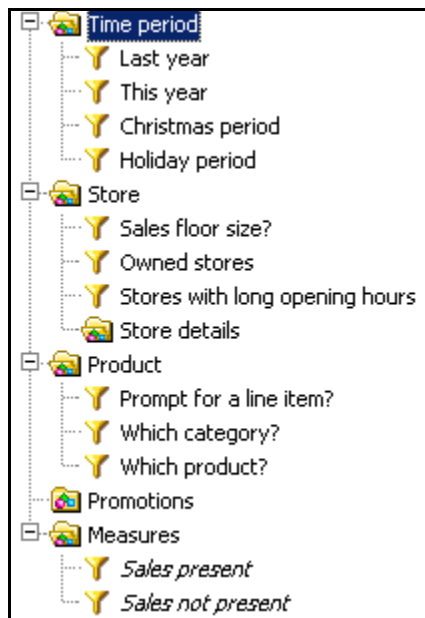 Time period
Last year
This year
Christmas period
Holiday period
Store
Sales floor size?
Owned stores
Stores with long opening hours
Store details
Product
Prompt for a line item?
Which category?
Which product?
Promotions
Measures
Sales present
Sales not present